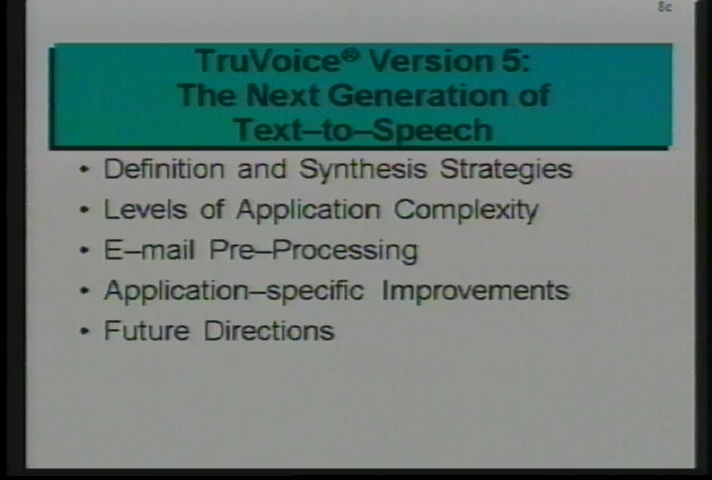 8c
TruVoice® Version 5:
The Next Generation of
Text–to–Speech
• Definition and Synthesis Strategies
• Levels of Application Complexity
• E–mail Pre–Processing
• Application–specific Improvements
• Future Directions